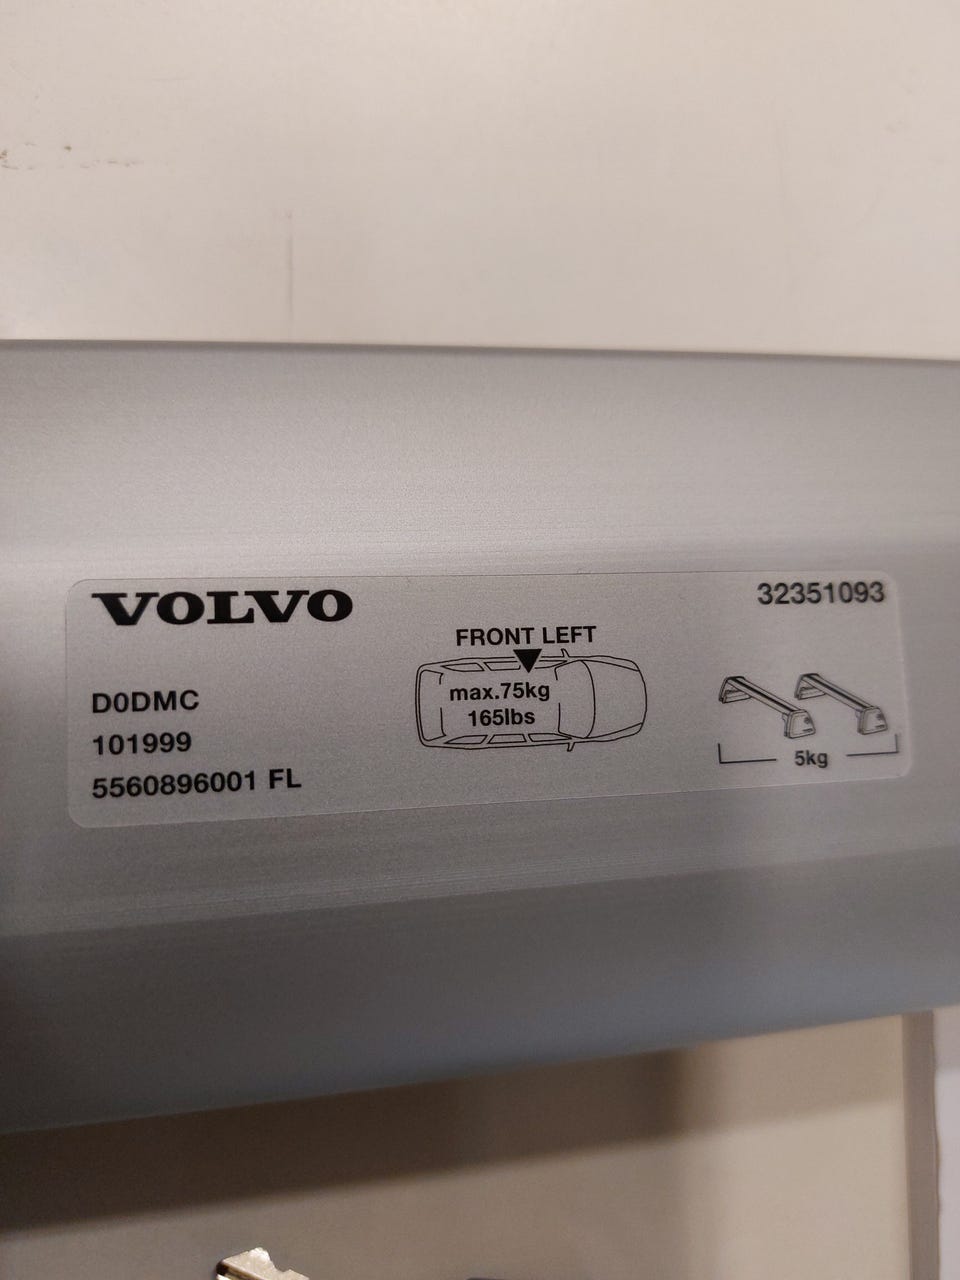 VOLVO
32351093
FRONT LEFT
max.75kg
165lbs
D0DMC
101999
5560896001 FL
5kg